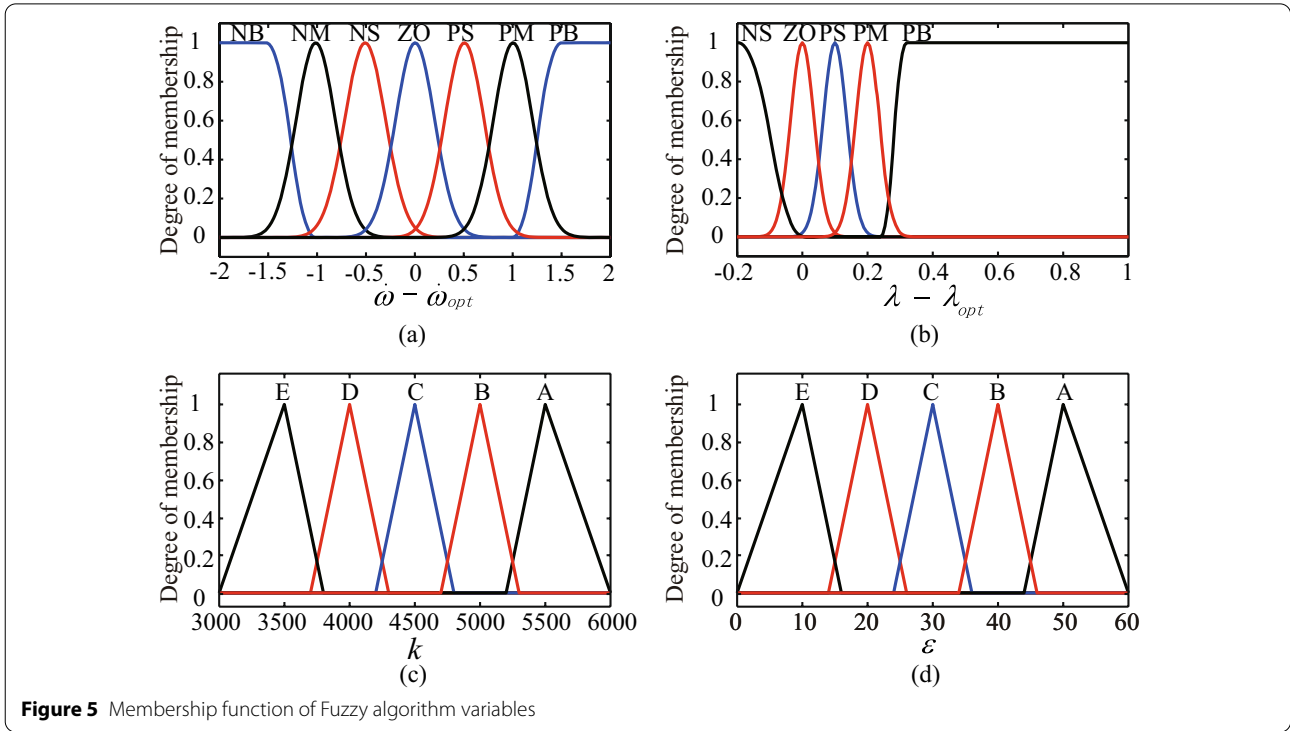 NB NM NS ZO PS PM PB
Degree of membership
1
0.8
0.6
0.4
0.2
0
-2 -1.5 -1 -0.5 0 0.5 1 1.5 2
ω̇ − ω̇opt
(a)
NS ZO PS PM PB
Degree of membership
1
0.8
0.6
0.4
0.2
0
-0.2 0 0.2 0.4 0.6 0.8 1
λ − λopt
(b)
E D C B A
Degree of membership
1
0.8
0.6
0.4
0.2
0
3000 3500 4000 4500 5000 5500 6000
k
(c)
E D C B A
Degree of membership
1
0.8
0.6
0.4
0.2
0
0 10 20 30 40 50 60
ε
(d)
Figure 5 Membership function of Fuzzy algorithm variables